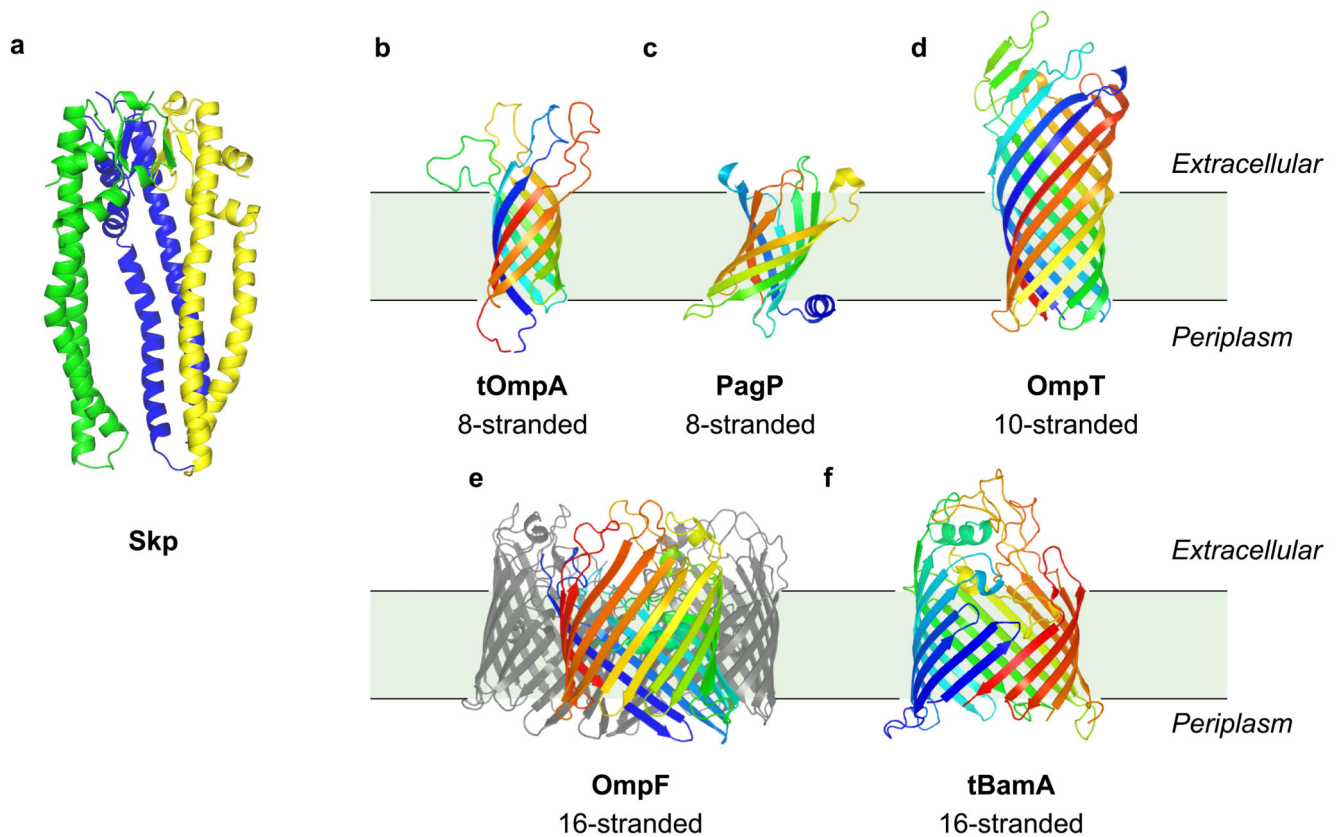 a
b
c
d
Extracellular
Periplasm
tOmpA
8-stranded
PagP
8-stranded
OmpT
10-stranded
Skp
e
f
Extracellular
Periplasm
OmpF
16-stranded
tBamA
16-stranded